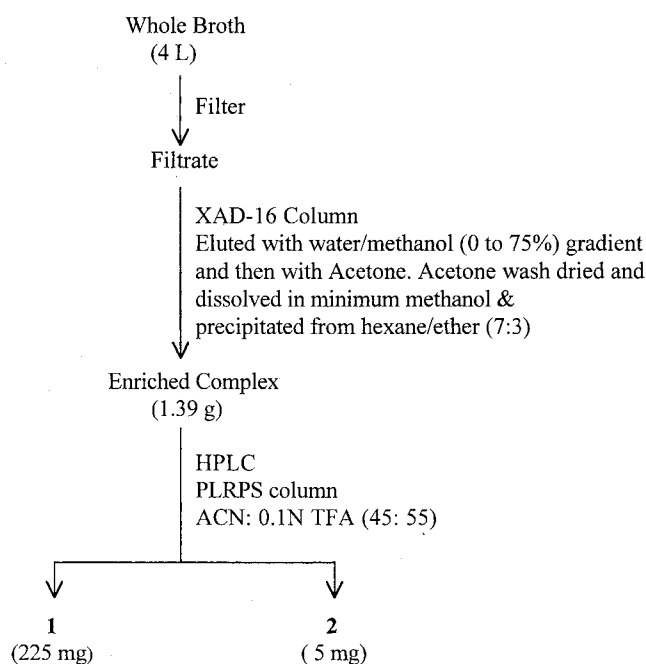 Whole Broth
(4 L)
Filter
Filtrate
XAD-16 Column
Eluted with water/methanol (0 to 75%) gradient
and then with Acetone. Acetone wash dried and
dissolved in minimum methanol &
precipitated from hexane/ether (7:3)
Enriched Complex
(1.39 g)
HPLC
PLRPS column
ACN: 0.1N TFA (45: 55)
1 2
(225 mg) ( 5 mg)